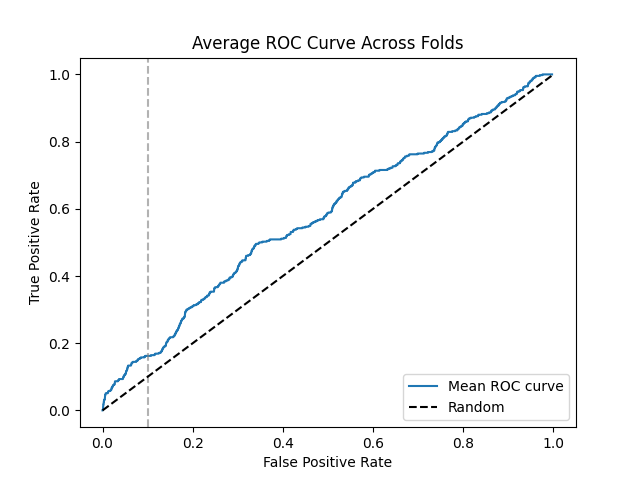 Average ROC Curve Across Folds
True Positive Rate
1.0
0.8
0.6
0.4
0.2
0.0
0.0 0.2 0.4 0.6 0.8 1.0
False Positive Rate
Mean ROC curve
Random